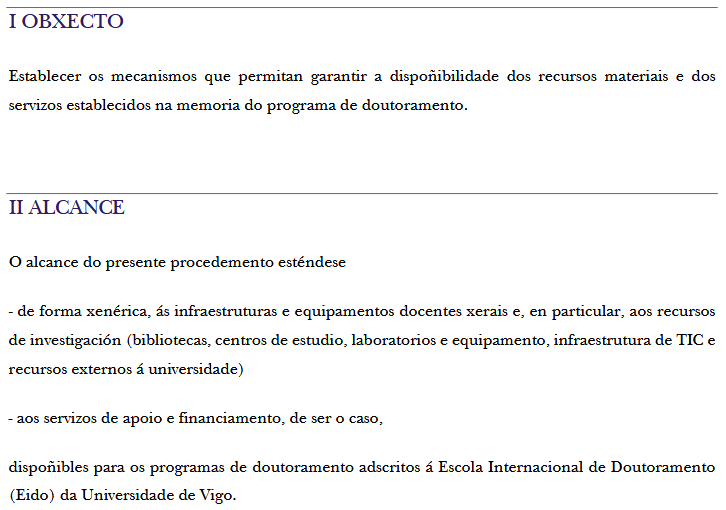 I OBXECTO
Establecer os mecanismos que permitan garantir a dispoñibilidade dos recursos materiais e dos
servizos establecidos na memoria do programa de doutoramento.
II ALCANCE
O alcance do presente procedemento esténdese
- de forma xenérica, ás infraestruturas e equipamentos docentes xerais e, en particular, aos recursos
de investigación (bibliotecas, centros de estudio, laboratorios e equipamento, infraestrutura de TIC e
recursos externos á universidade)
- aos servizos de apoio e financiamento, de ser o caso,
dispoñibles para os programas de doutoramento adscritos á Escola Internacional de Doutoramento
(Eido) da Universidade de Vigo.